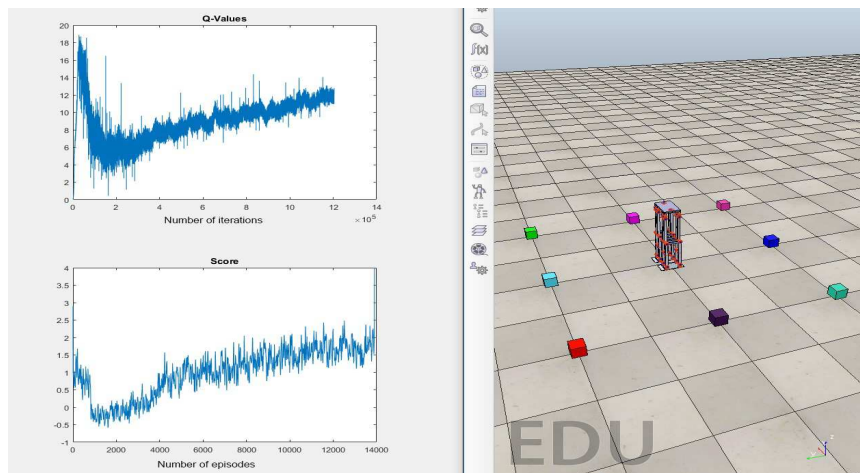 Q-Values
20
18
16
14
12
10
8
6
4
2
0
0 2 4 6 8 10 12 14
Number of iterations
×10⁵
Score
4
3.5
3
2.5
2
1.5
1
0.5
0
-0.5
-1
0 2000 4000 6000 8000 10000 12000 14000
Number of episodes
f(x)
EDU